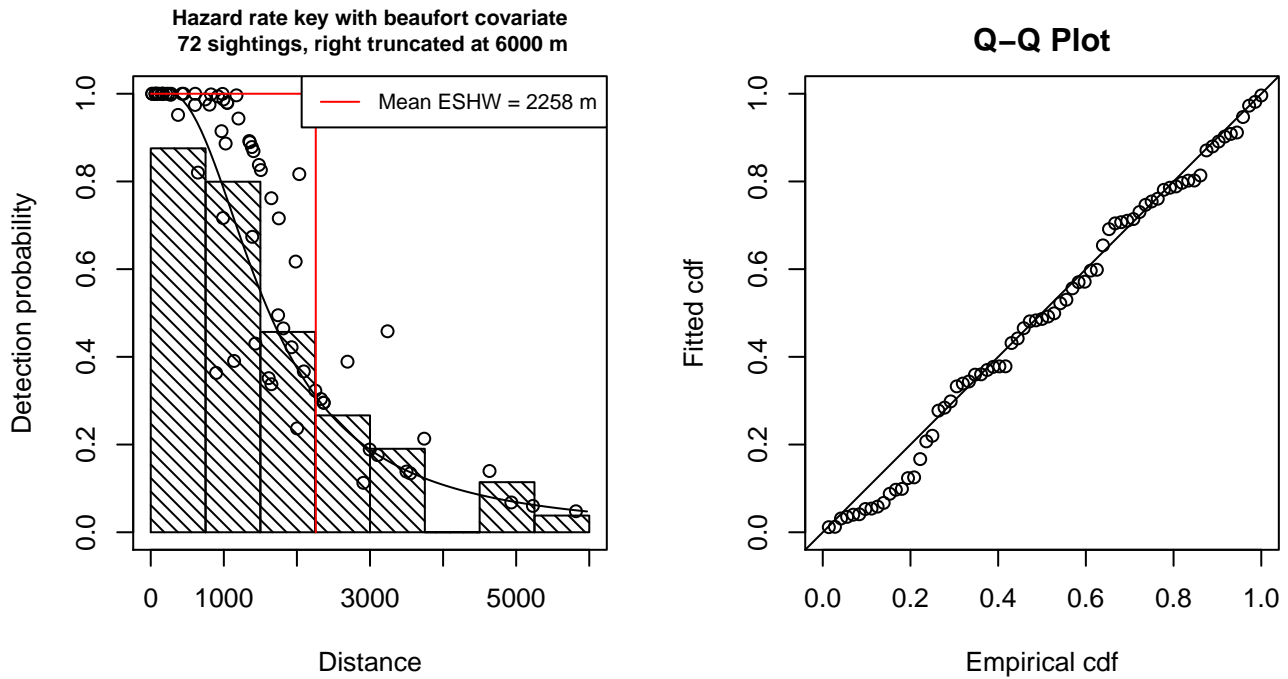 Hazard rate key with beaufort covariate
72 sightings, right truncated at 6000 m
Mean ESHW = 2258 m
Detection probability
0.0
0.2
0.4
0.6
0.8
1.0
0
1000
3000
5000
Distance
Q−Q Plot
Fitted cdf
0.0
0.2
0.4
0.6
0.8
1.0
0.0
0.2
0.4
0.6
0.8
1.0
Empirical cdf